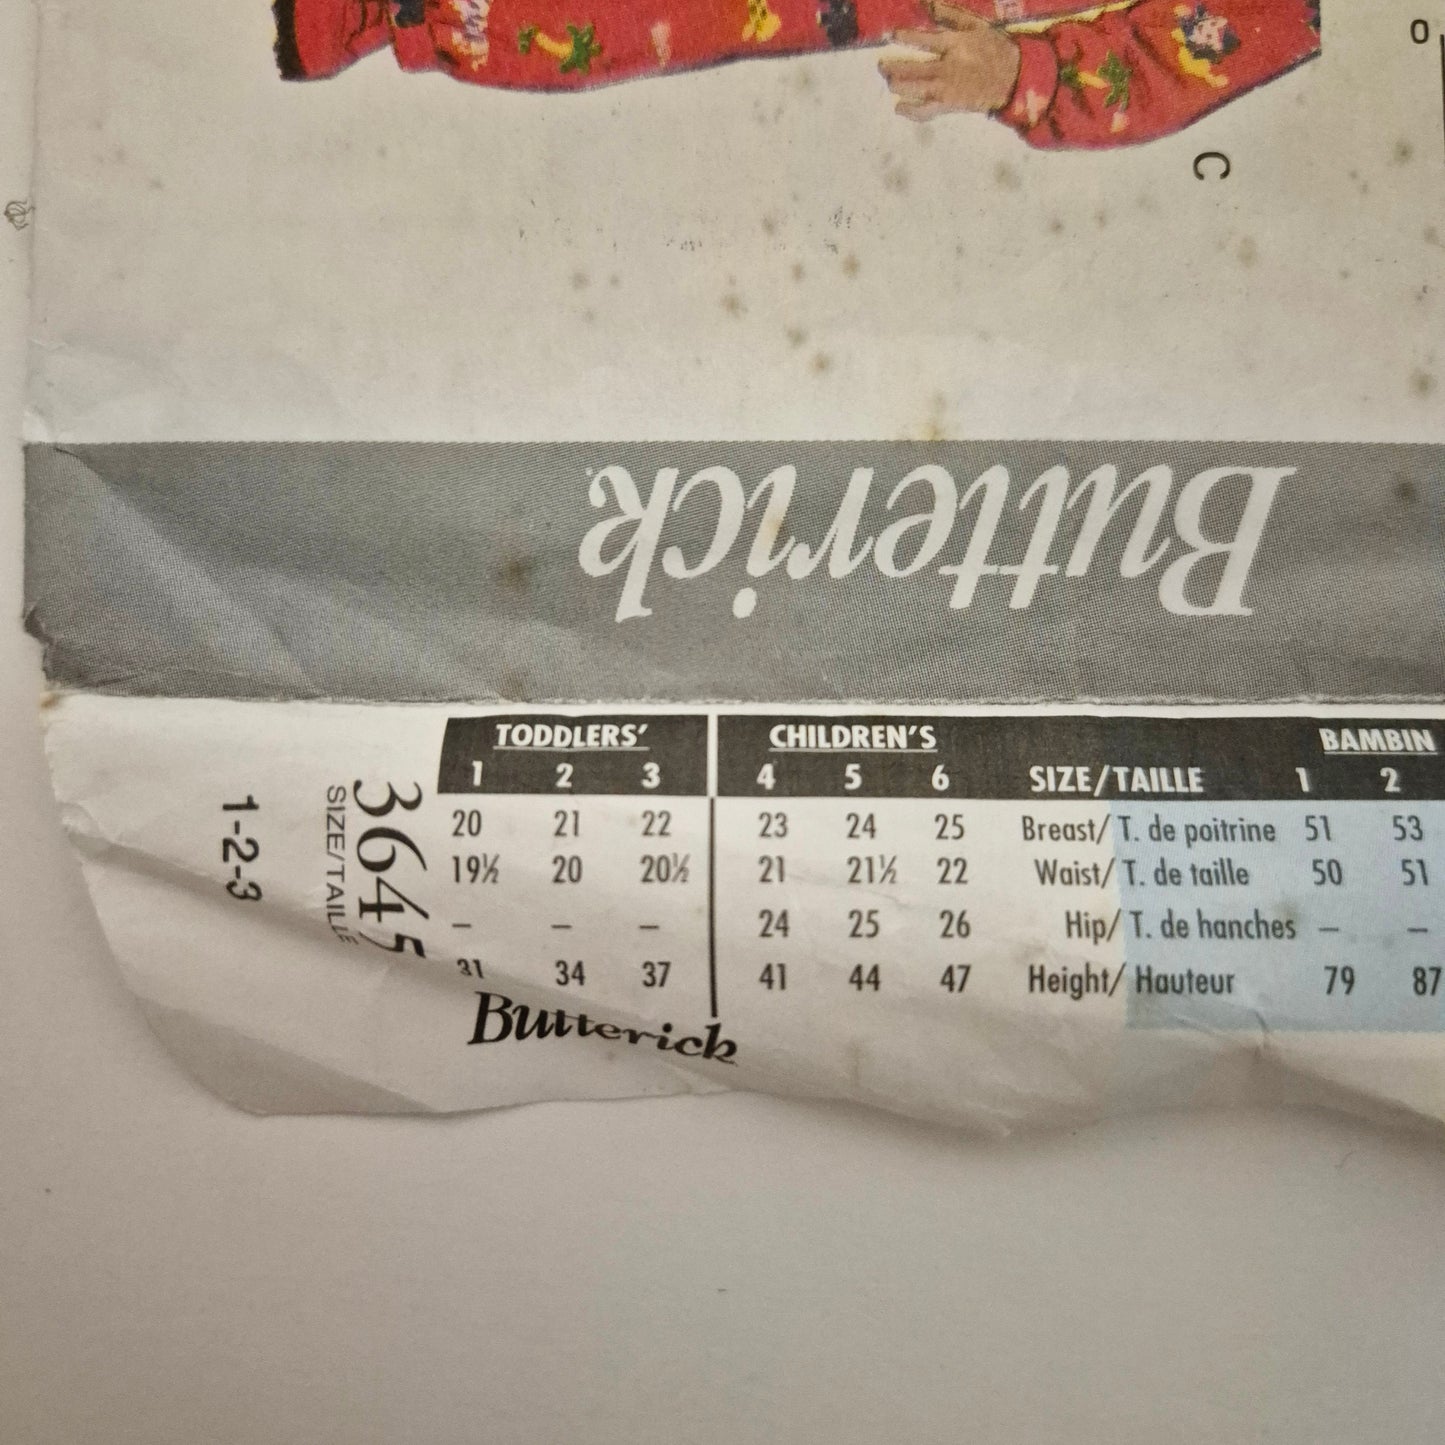 C
Butterick
TODDLERS' CHILDREN'S BAMBIN
1 2 3 4 5 6 SIZE/TAILLE 1 2
20 21 22 23 24 25 Breast/ T. de poitrine 51 53
19½ 20 20½ 21 21½ 22 Waist/ T. de taille 50 51
– – – 24 25 26 Hip/ T. de hanches – –
31 34 37 41 44 47 Height/ Hauteur 79 87
3645
SIZE/TAILLE
1-2-3
Butterick